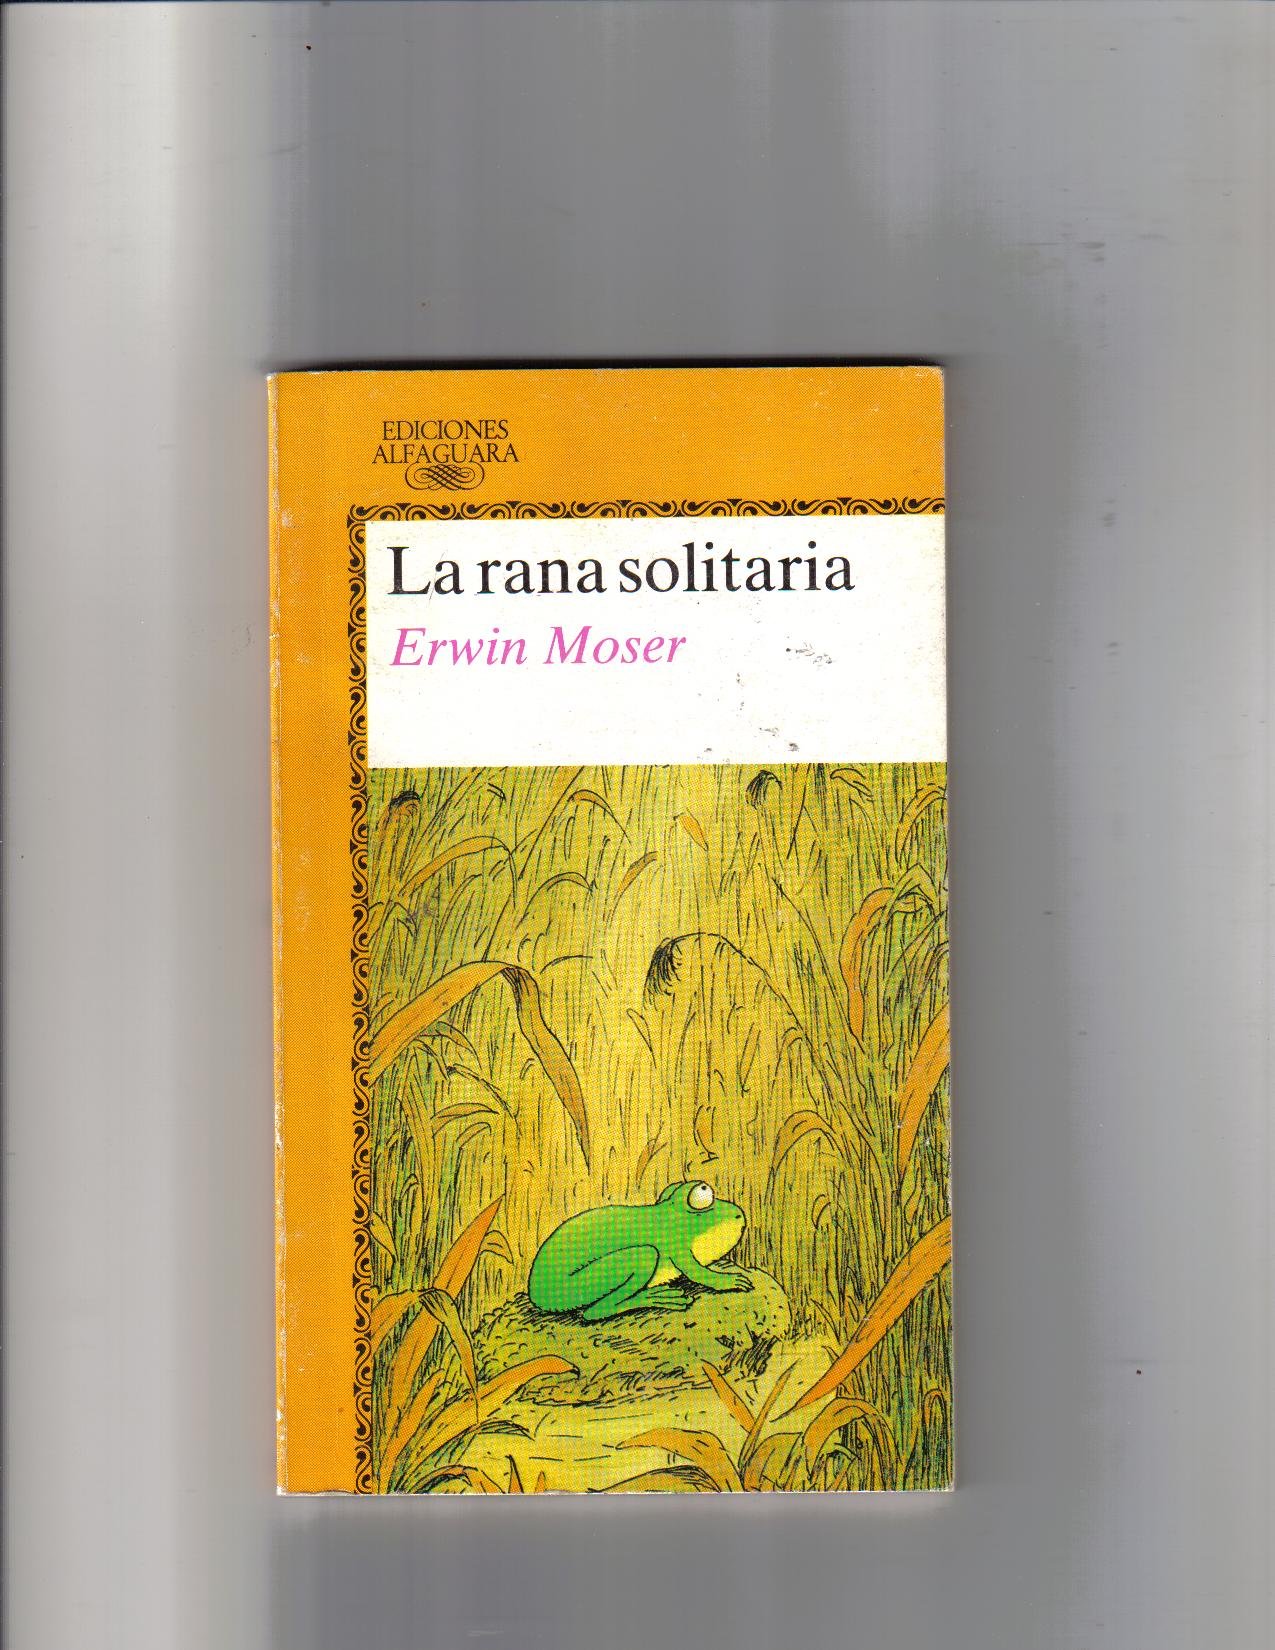 EDICIONES
ALFAGUARA
La rana solitaria
Erwin Moser